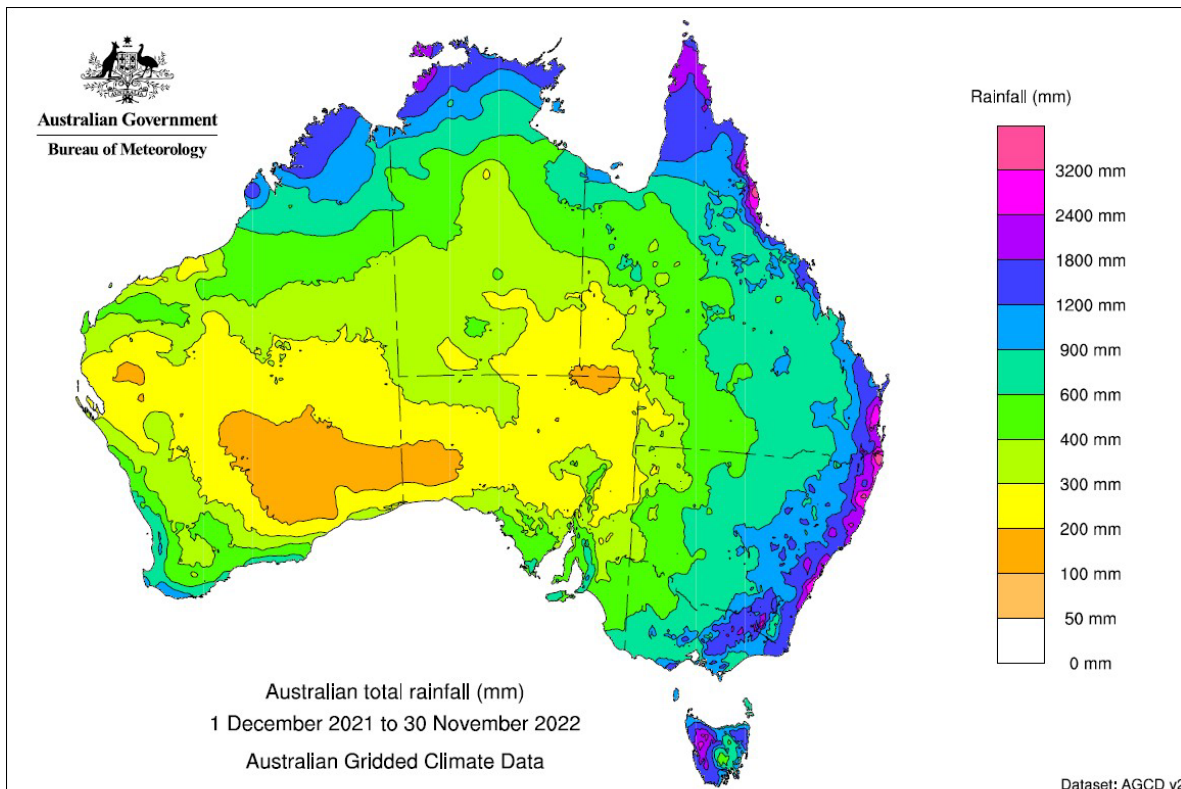 Australian Government
Bureau of Meteorology
Rainfall (mm)
3200 mm
2400 mm
1800 mm
1200 mm
900 mm
600 mm
400 mm
300 mm
200 mm
100 mm
50 mm
0 mm
Australian total rainfall (mm)
1 December 2021 to 30 November 2022
Australian Gridded Climate Data
Dataset: AGCD v2